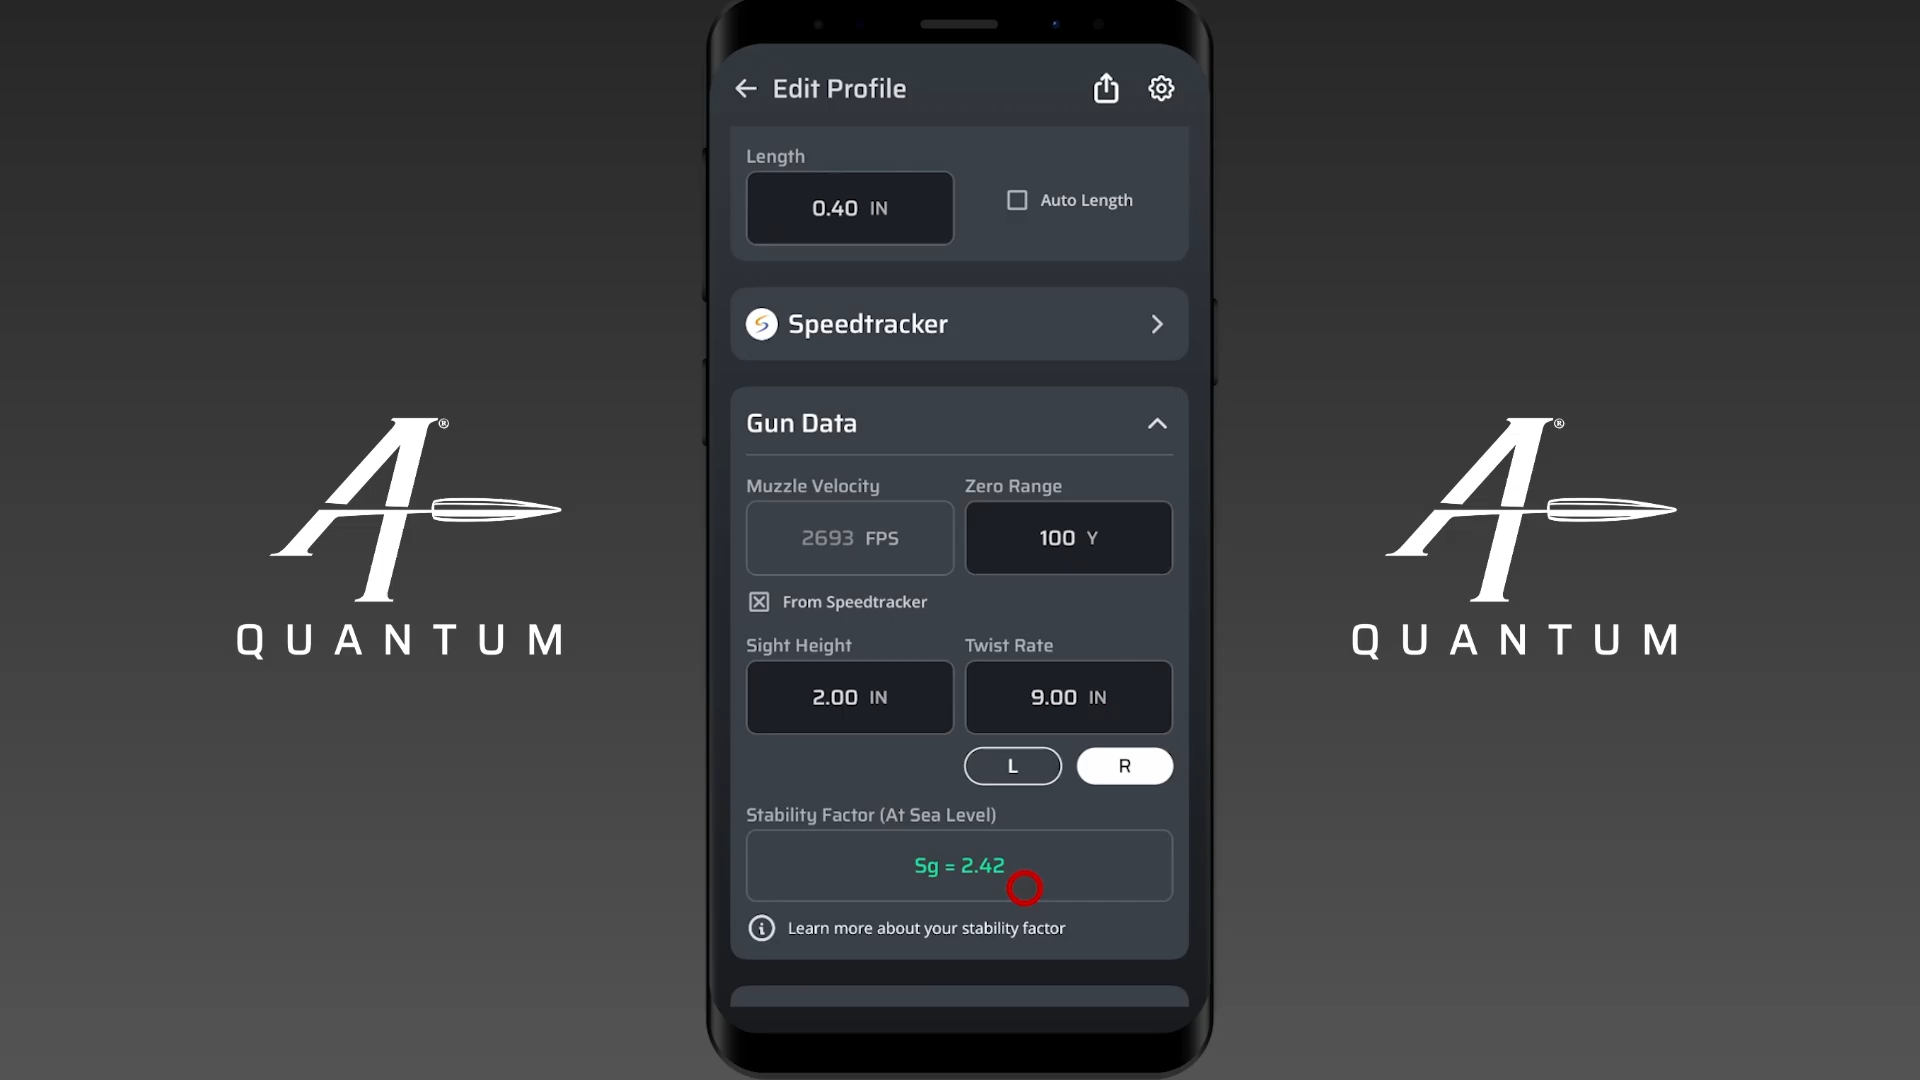 Edit Profile
Length
0.40 IN
Auto Length
Speedtracker
Gun Data
Muzzle Velocity
Zero Range
2693 FPS
100 Y
From Speedtracker
Sight Height
Twist Rate
2.00 IN
9.00 IN
L
R
Stability Factor (At Sea Level)
Sg = 2.42
Learn more about your stability factor
A®
QUANTUM
A®
QUANTUM